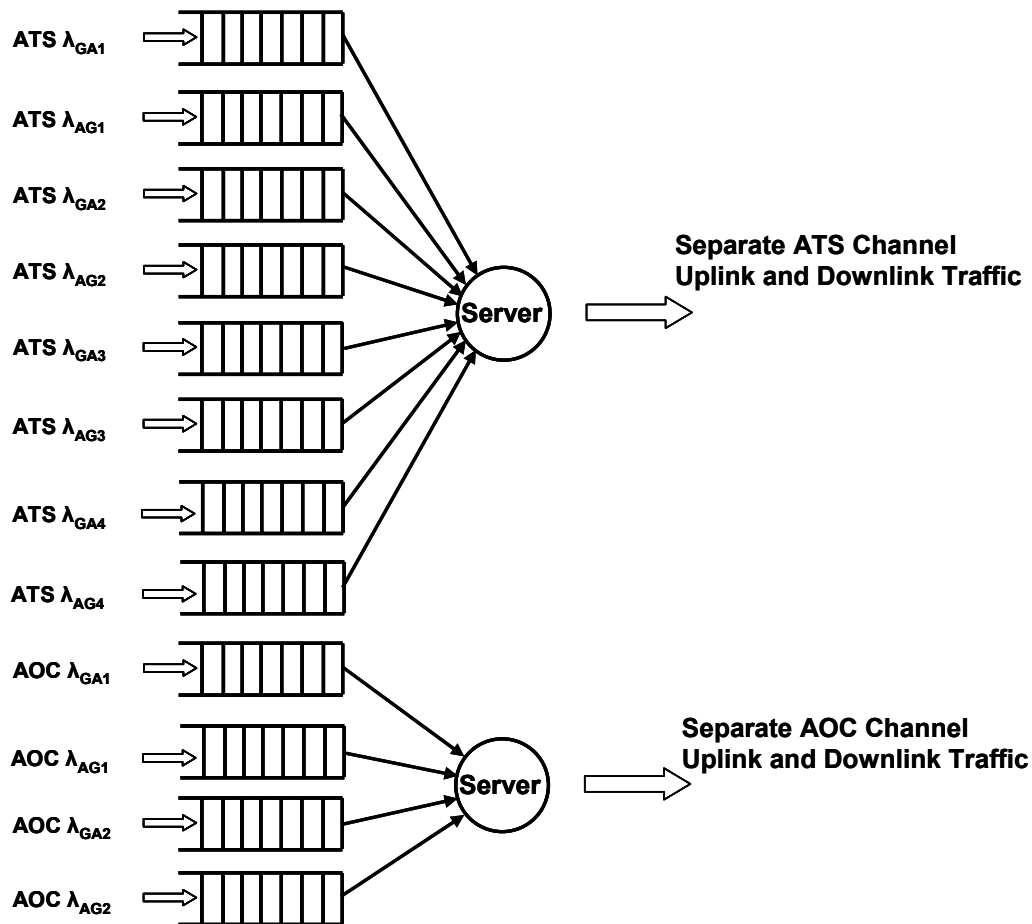 ATS λGA1
ATS λAG1
ATS λGA2
ATS λAG2
ATS λGA3
ATS λAG3
ATS λGA4
ATS λAG4
Server
Separate ATS Channel
Uplink and Downlink Traffic
AOC λGA1
AOC λAG1
AOC λGA2
AOC λAG2
Server
Separate AOC Channel
Uplink and Downlink Traffic